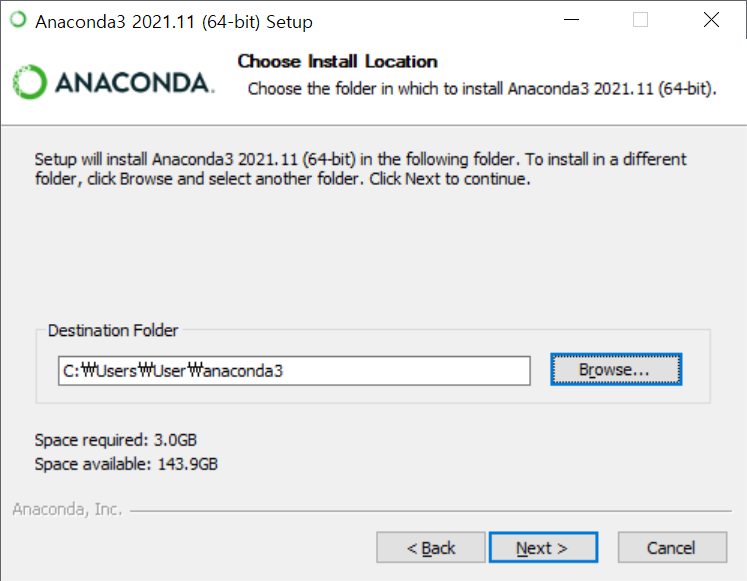 Anaconda3 2021.11 (64-bit) Setup
ANACONDA.
Choose Install Location
Choose the folder in which to install Anaconda3 2021.11 (64-bit).
Setup will install Anaconda3 2021.11 (64-bit) in the following folder. To install in a different
folder, click Browse and select another folder. Click Next to continue.
Destination Folder
C:₩Users₩User₩anaconda3
Browse...
Space required: 3.0GB
Space available: 143.9GB
Anaconda, Inc.
< Back
Next >
Cancel